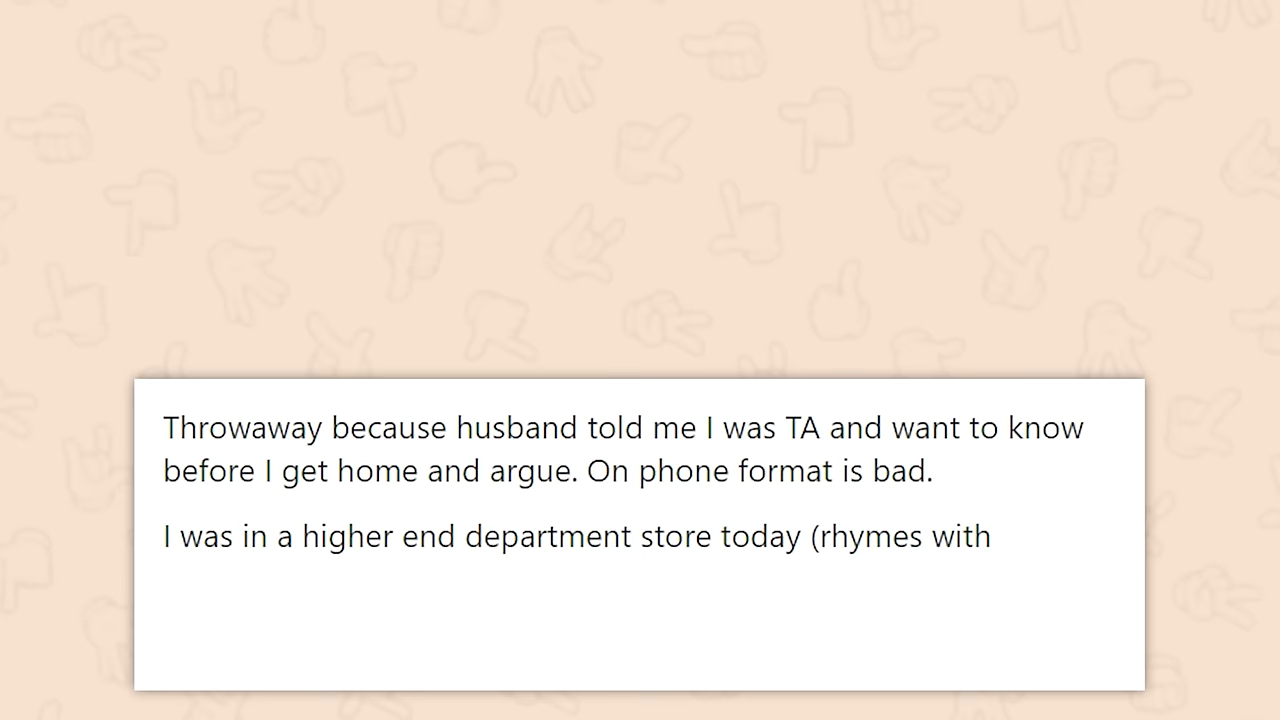 Throwaway because husband told me I was TA and want to know
before I get home and argue. On phone format is bad.
I was in a higher end department store today (rhymes with